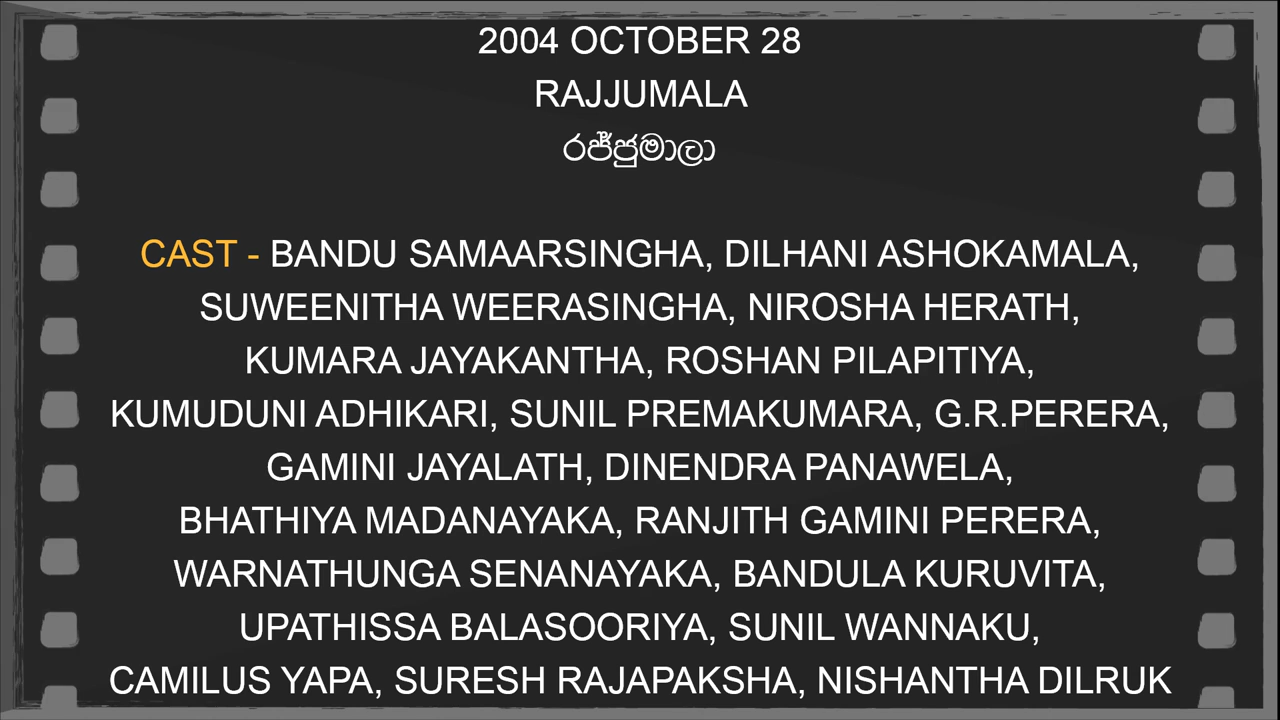 2004 OCTOBER 28
RAJJUMALA
රජ්ජුමාලා
CAST - BANDU SAMAARSINGHA, DILHANI ASHOKAMALA,
SUWEENITHA WEERASINGHA, NIROSHA HERATH,
KUMARA JAYAKANTHA, ROSHAN PILAPITIYA,
KUMUDUNI ADHIKARI, SUNIL PREMAKUMARA, G.R.PERERA,
GAMINI JAYALATH, DINENDRA PANAWELA,
BHATHIYA MADANAYAKA, RANJITH GAMINI PERERA,
WARNATHUNGA SENANAYAKA, BANDULA KURUVITA,
UPATHISSA BALASOORIYA, SUNIL WANNAKU,
CAMILUS YAPA, SURESH RAJAPAKSHA, NISHANTHA DILRUK